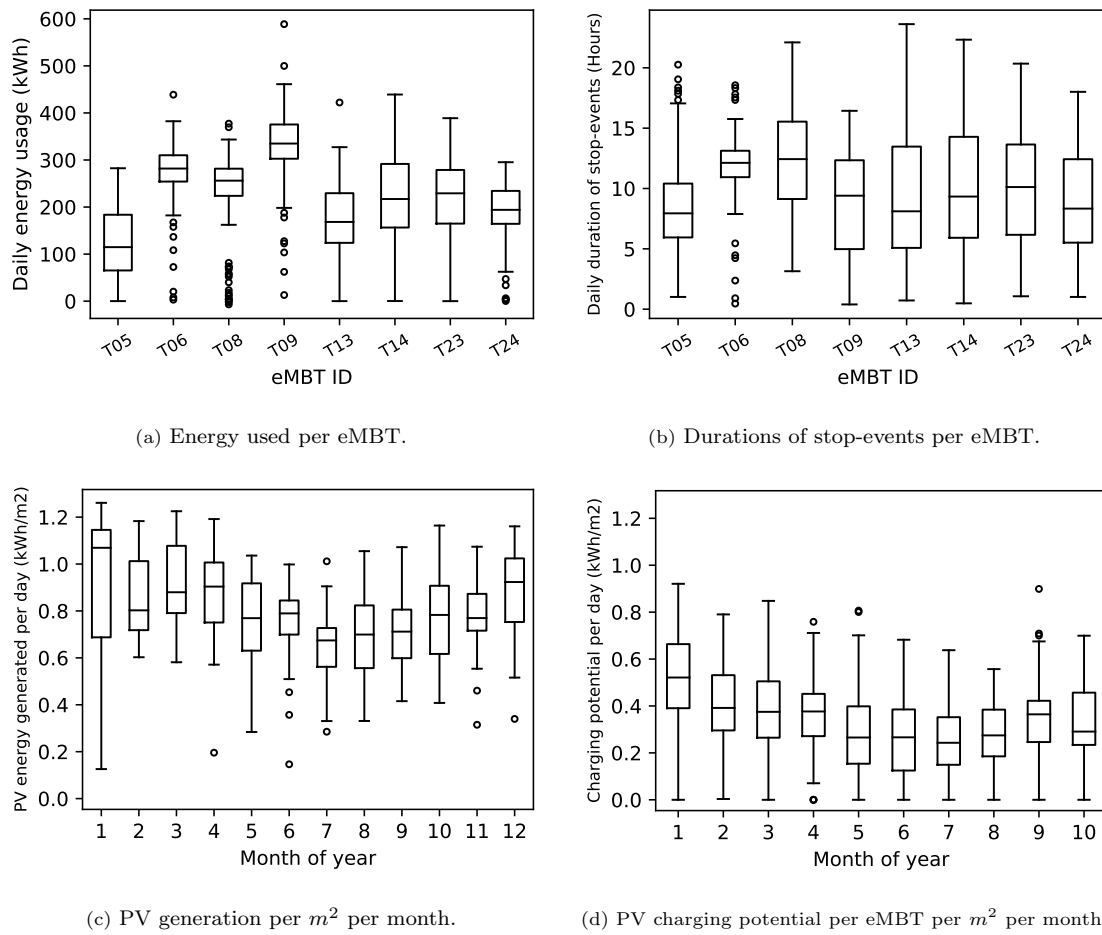 600
500
400
300
200
100
0
Daily energy usage (kWh)
T05 T06 T08 T09 T13 T14 T23 T24
eMBT ID
(a) Energy used per eMBT.
20
15
10
5
0
Daily duration of stop-events (Hours)
T05 T06 T08 T09 T13 T14 T23 T24
eMBT ID
(b) Durations of stop-events per eMBT.
1.2
1.0
0.8
0.6
0.4
0.2
0.0
PV energy generated per day (kWh/m2)
1 2 3 4 5 6 7 8 9 10 11 12
Month of year
(c) PV generation per m² per month.
1.2
1.0
0.8
0.6
0.4
0.2
0.0
Charging potential per day (kWh/m2)
1 2 3 4 5 6 7 8 9 10
Month of year
(d) PV charging potential per eMBT per m² per month